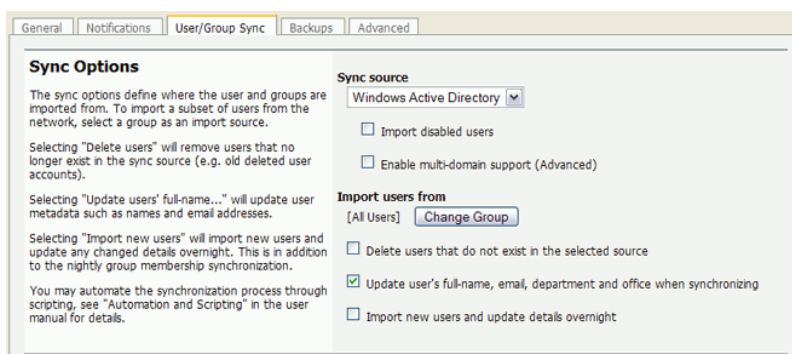 General Notifications User/Group Sync Backups Advanced
Sync Options
The sync options define where the user and groups are
imported from. To import a subset of users from the
network, select a group as an import source.
Selecting "Delete users" will remove users that no
longer exist in the sync source (e.g. old deleted user
accounts).
Selecting "Update users' full-name..." will update user
metadata such as names and email addresses.
Selecting "Import new users" will import new users and
update any changed details overnight. This is in addition
to the nightly group membership synchronization.
You may automate the synchronization process through
scripting, see "Automation and Scripting" in the user
manual for details.
Sync source
Windows Active Directory
Import disabled users
Enable multi-domain support (Advanced)
Import users from
[All Users] Change Group
Delete users that do not exist in the selected source
Update user's full-name, email, department and office when synchronizing
Import new users and update details overnight